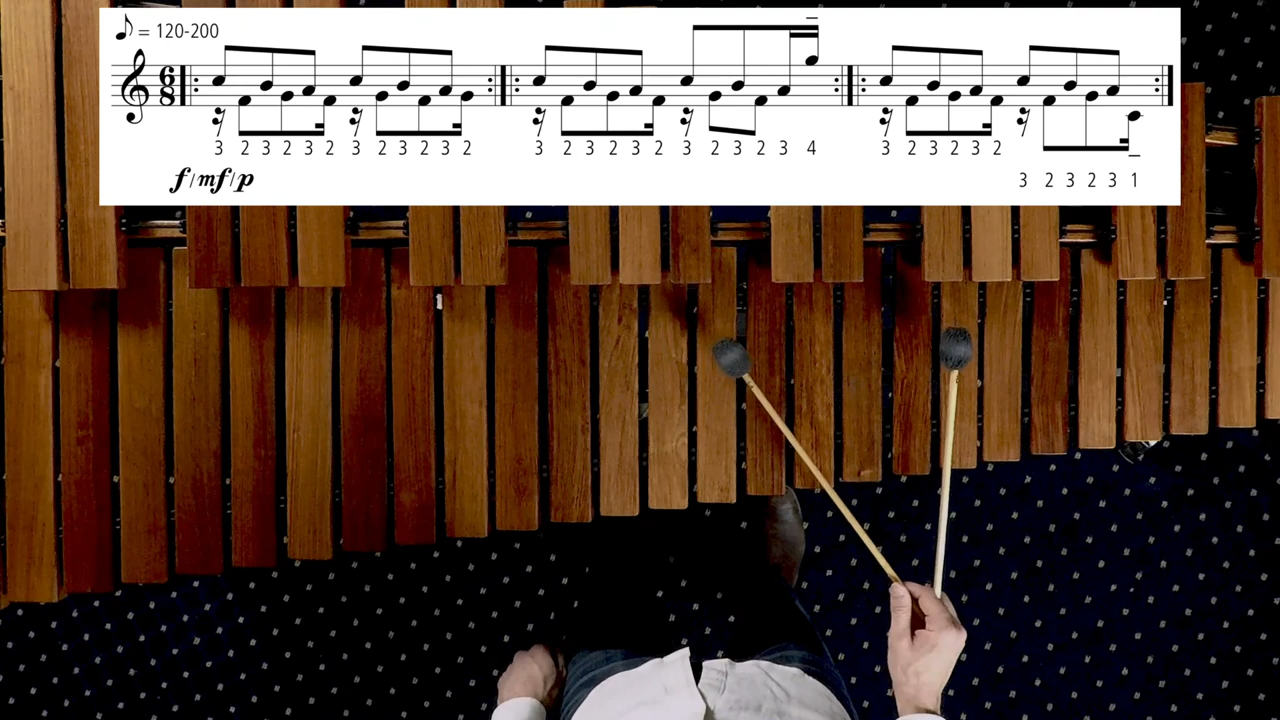 ♪ = 120-200
6
8
3 2 3 2 3 2 3 2 3 2 3 2 3 2 3 2 3 2 3 2 3 2 3 4 3 2 3 2 3 2
f/mf/p 3 2 3 2 3 1